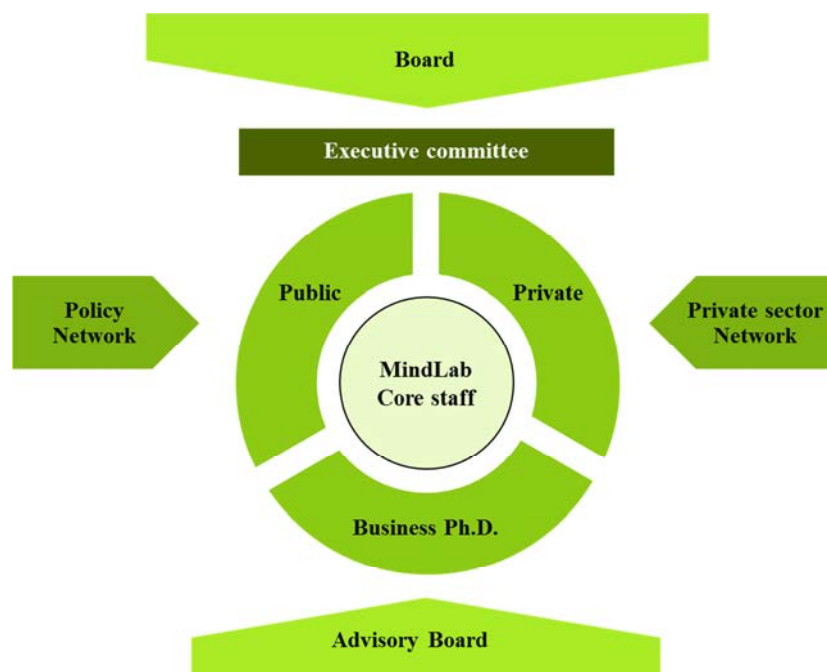 Board
Executive committee
Public
Private
Policy
Network
Private sector
Network
MindLab
Core staff
Business Ph.D.
Advisory Board